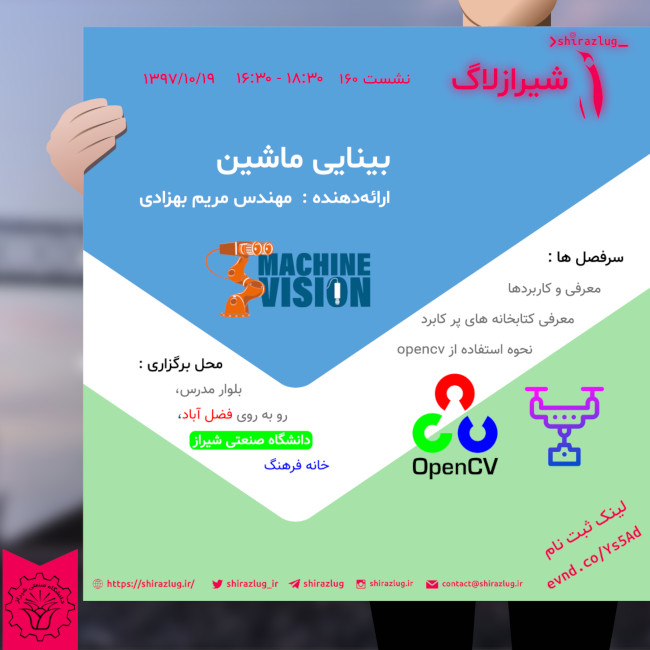 shirazlug_
شیرازلاگ
نشست ۱۶۰ ۱۶:۳۰ - ۱۸:۳۰ ۱۳۹۷/۱۰/۱۹
بینایی ماشین
ارائه‌دهنده : مهندس مریم بهزادی
MACHINE
VISION
سرفصل ها :
معرفی و کاربردها
معرفی کتابخانه های پر کابرد
نحوه استفاده از opencv
محل برگزاری :
بلوار مدرس،
رو به روی فضل آباد،
دانشگاه صنعتی شیراز
خانه فرهنگ
OpenCV
لینک ثبت نام
evnd.co/Ys5Ad
https://shirazlug.ir/ shirazlug_ir shirazlug shirazlug.ir contact@shirazlug.ir